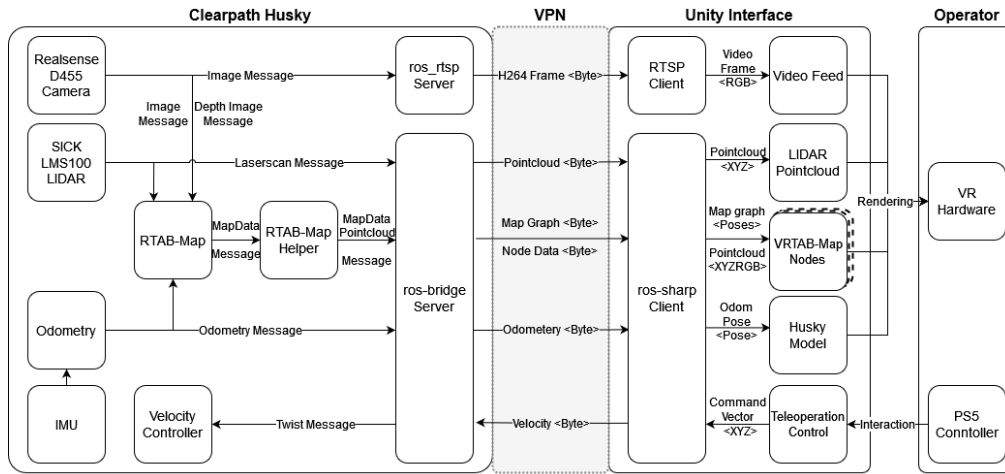 Clearpath Husky
VPN
Unity Interface
Operator
Realsense
D455
Camera
Image Message
ros_rtsp
Server
H264 Frame <Byte>
RTSP
Client
Video
Frame
<RGB>
Video Feed
Image
Message
Depth Image
Message
SICK
LMS100
LIDAR
Laserscan Message
Pointcloud <Byte>
Pointcloud
<XYZ>
LIDAR
Pointcloud
Rendering
VR
Hardware
RTAB-Map
MapData
Message
RTAB-Map
Helper
MapData
Pointcloud
Message
Map Graph <Byte>
Node Data <Byte>
Map graph
<Poses>
Pointcloud
<XYZRGB>
VRTAB-Map
Nodes
ros-bridge
Server
ros-sharp
Client
Odometry
Odometry Message
Odometery <Byte>
Odom
Pose
<Pose>
Husky
Model
IMU
Velocity
Controller
Twist Message
Velocity <Byte>
Command
Vector
<XYZ>
Teleoperation
Control
Interaction
PS5
Conntoller